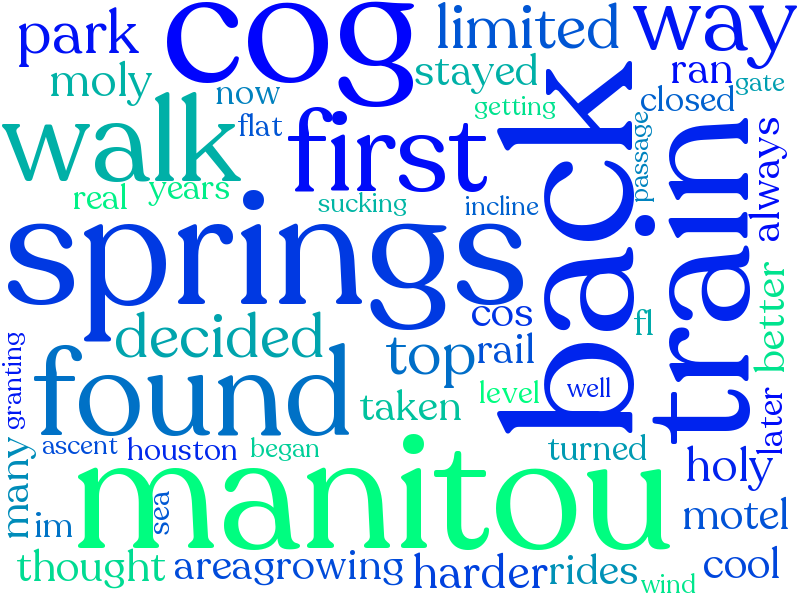 park
cog
limited
way
moly
stayed
ran
now
getting
closed
gate
walk
flat
first
back
passage
train
always
real
years
sucking
incline
springs
cos
fl
better
decided
top
rail
granting
found
level
well
taken
later
ascent
houston
began
turned
many
im
sea
manitou
holy
motel
thought
area
growing
harder
rides
wind
cool